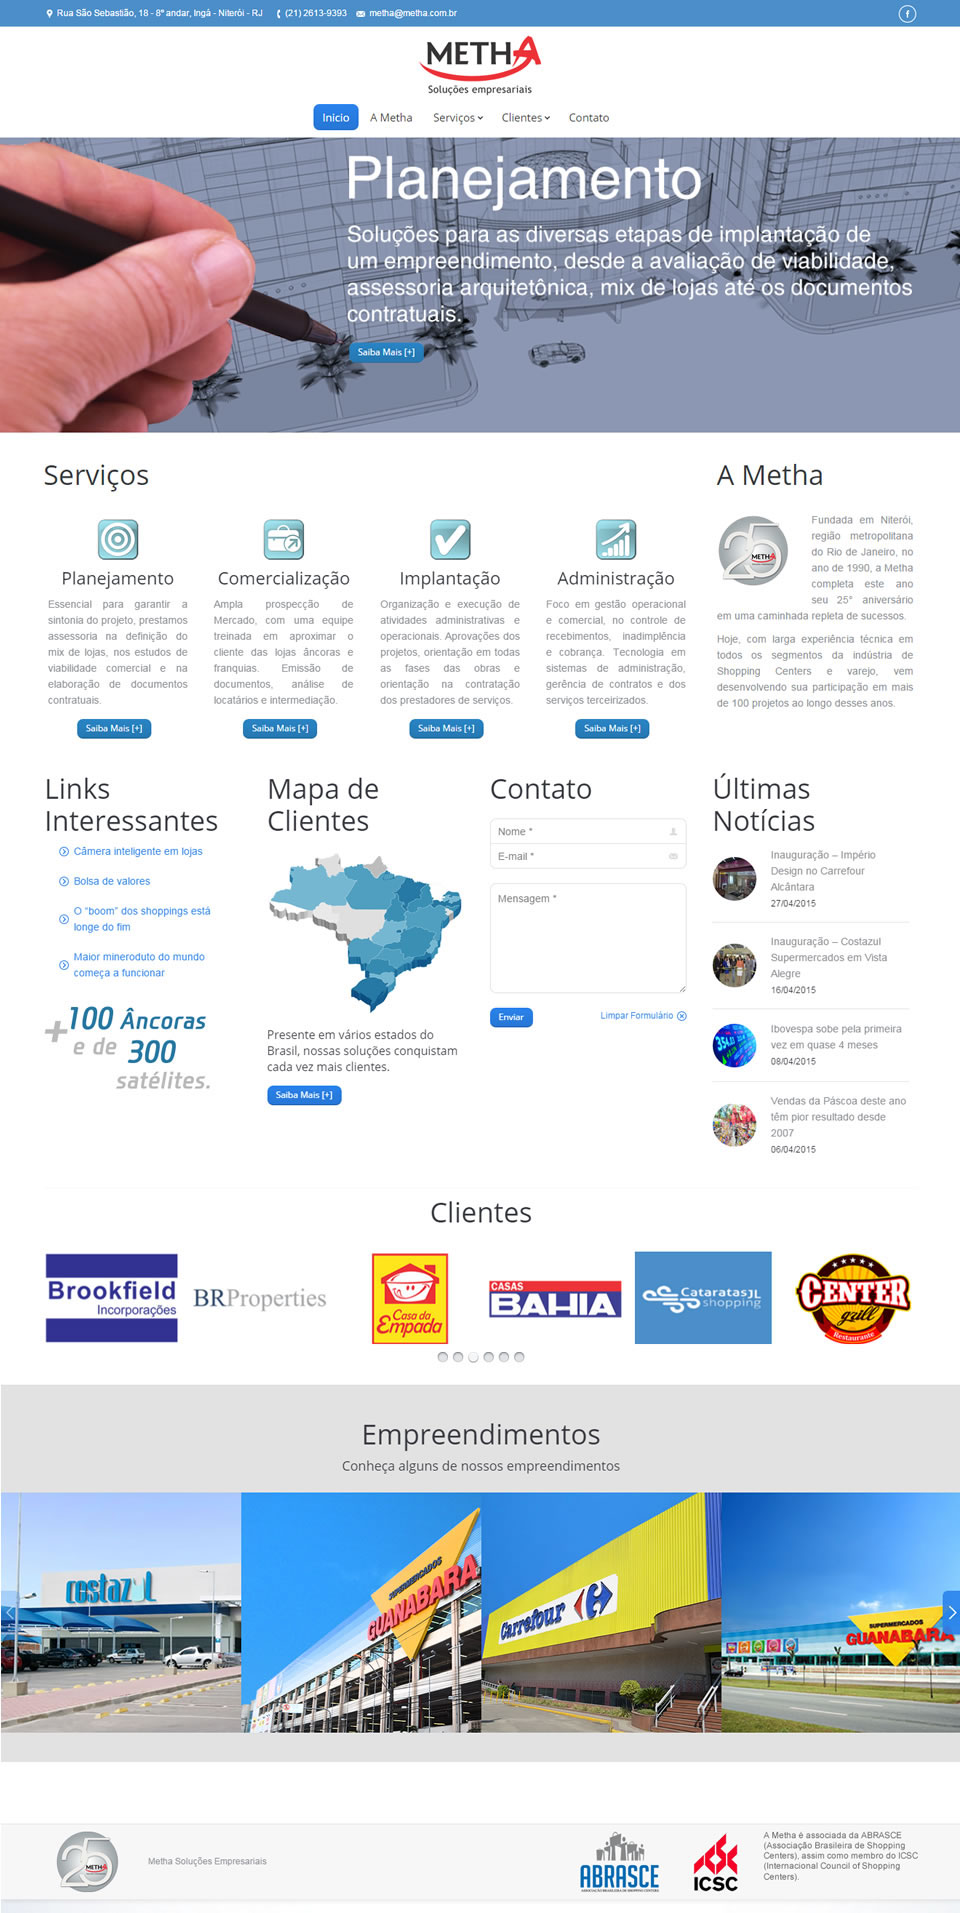 Rua São Sebastião, 18 - 8º andar, Ingá - Niterói - RJ (21) 2613-9393 metha@metha.com.br
METHA
Soluções empresariais
Início A Metha Serviços Clientes Contato
Planejamento
Soluções para as diversas etapas de implantação de
um empreendimento, desde a avaliação de viabilidade,
assessoria arquitetônica, mix de lojas até os documentos
contratuais.
Saiba Mais [+]
Serviços
Planejamento
Essencial para garantir a
sintonia do projeto, prestamos
assessoria na definição do
mix de lojas, nos estudos de
viabilidade comercial e na
elaboração de documentos
contratuais.
Saiba Mais [+]
Comercialização
Ampla prospecção de
Mercado, com uma equipe
treinada em aproximar o
cliente das lojas âncoras e
franquias. Emissão de
documentos, análise de
locatários e intermediação.
Saiba Mais [+]
Implantação
Organização e execução de
atividades administrativas e
operacionais. Aprovações dos
projetos, orientação em todas
as fases das obras e
orientação na contratação
dos prestadores de serviços.
Saiba Mais [+]
Administração
Foco em gestão operacional
e comercial, no controle de
recebimentos, inadimplência
e cobrança. Tecnologia em
sistemas de administração,
gerência de contratos e dos
serviços terceirizados.
Saiba Mais [+]
A Metha
25
METHA
Fundada em Niterói,
região metropolitana
do Rio de Janeiro, no
ano de 1990, a Metha
completa este ano
seu 25° aniversário
em uma caminhada repleta de sucessos.
Hoje, com larga experiência técnica em
todos os segmentos da indústria de
Shopping Centers e varejo, vem
desenvolvendo sua participação em mais
de 100 projetos ao longo desses anos.
Links
Interessantes
Câmera inteligente em lojas
Bolsa de valores
O “boom” dos shoppings está
longe do fim
Maior mineroduto do mundo
começa a funcionar
+100 Âncoras
e de 300
satélites.
Mapa de
Clientes
Presente em vários estados do
Brasil, nossas soluções conquistam
cada vez mais clientes.
Saiba Mais [+]
Contato
Nome *
E-mail *
Mensagem *
Enviar Limpar Formulário
Últimas
Notícias
Inauguração – Império
Design no Carrefour
Alcântara
27/04/2015
Inauguração – Costazul
Supermercados em Vista
Alegre
16/04/2015
Ibovespa sobe pela primeira
vez em quase 4 meses
08/04/2015
Vendas da Páscoa deste ano
têm pior resultado desde
2007
06/04/2015
Clientes
Brookfield
Incorporações
BRProperties
Casa da
Empada
CASAS
BAHIA
CataratasJL
shopping
CENTER
grill
Restaurante
Empreendimentos
Conheça alguns de nossos empreendimentos
costazul
SUPERMERCADOS
GUANABARA
Carrefour
SUPERMERCADOS
GUANABARA
25
METHA
Metha Soluções Empresariais
ABRASCE
ASSOCIAÇÃO BRASILEIRA DE SHOPPING CENTERS
ICSC
A Metha é associada da ABRASCE
(Associação Brasileira de Shopping
Centers), assim como membro do ICSC
(Internacional Council of Shopping
Centers).